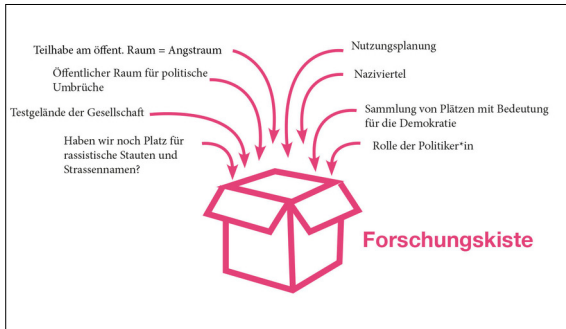 Teilhabe am öffent. Raum = Angstraum
Öffentlicher Raum für politische
Umbrüche
Testgelände der Gesellschaft
Haben wir noch Platz für
rassistische Stauten und
Strassennamen?
Nutzungsplanung
Naziviertel
Sammlung von Plätzen mit Bedeutung
für die Demokratie
Rolle der Politiker*in
Forschungskiste